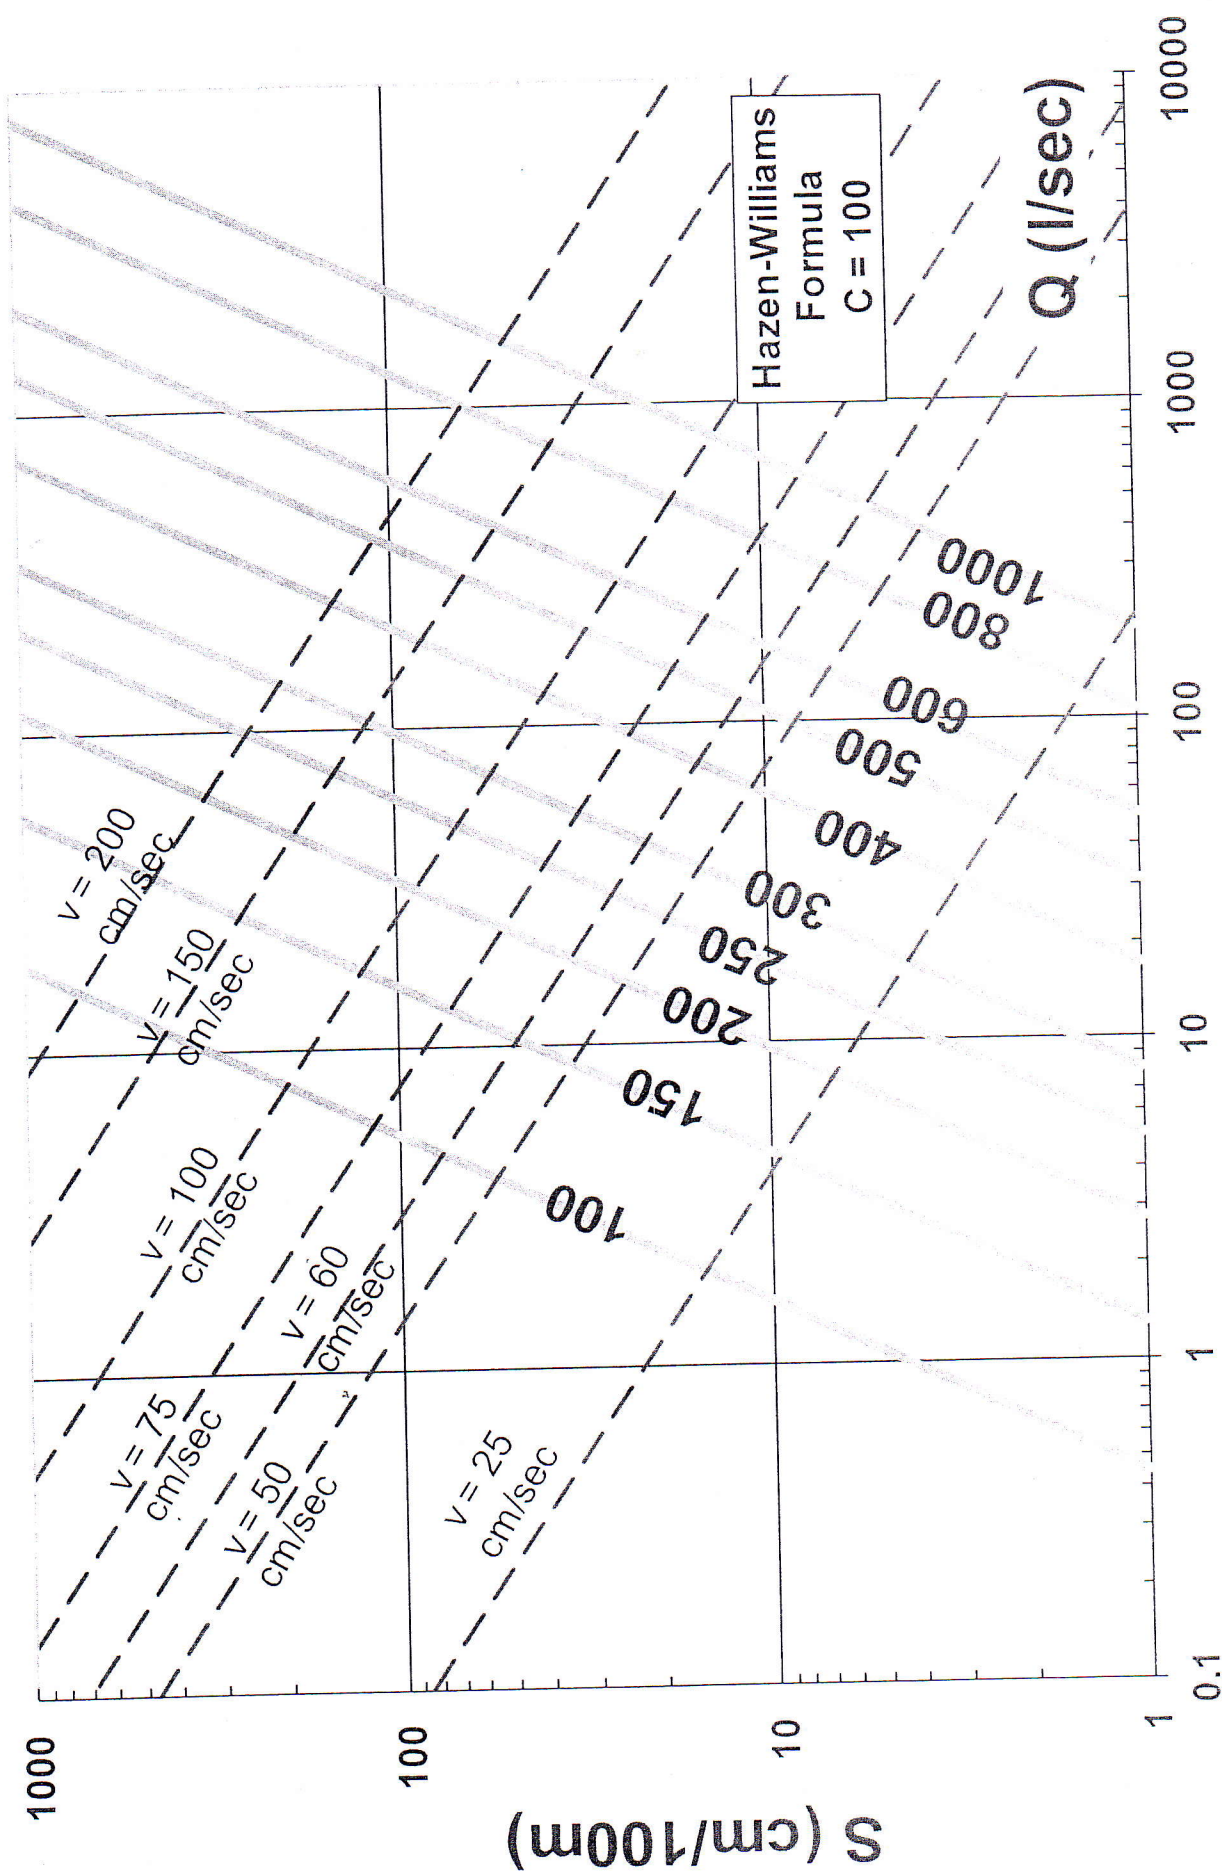 1000
100
10
1
S (cm/100m)
0.1
1
10
100
1000
10000
Q (l/sec)
v = 200
cm/sec
v = 150
cm/sec
v = 100
cm/sec
v = 75
cm/sec
v = 60
cm/sec
v = 50
cm/sec
v = 25
cm/sec
100
150
200
250
300
400
500
600
800
1000
Hazen-Williams
Formula
C = 100